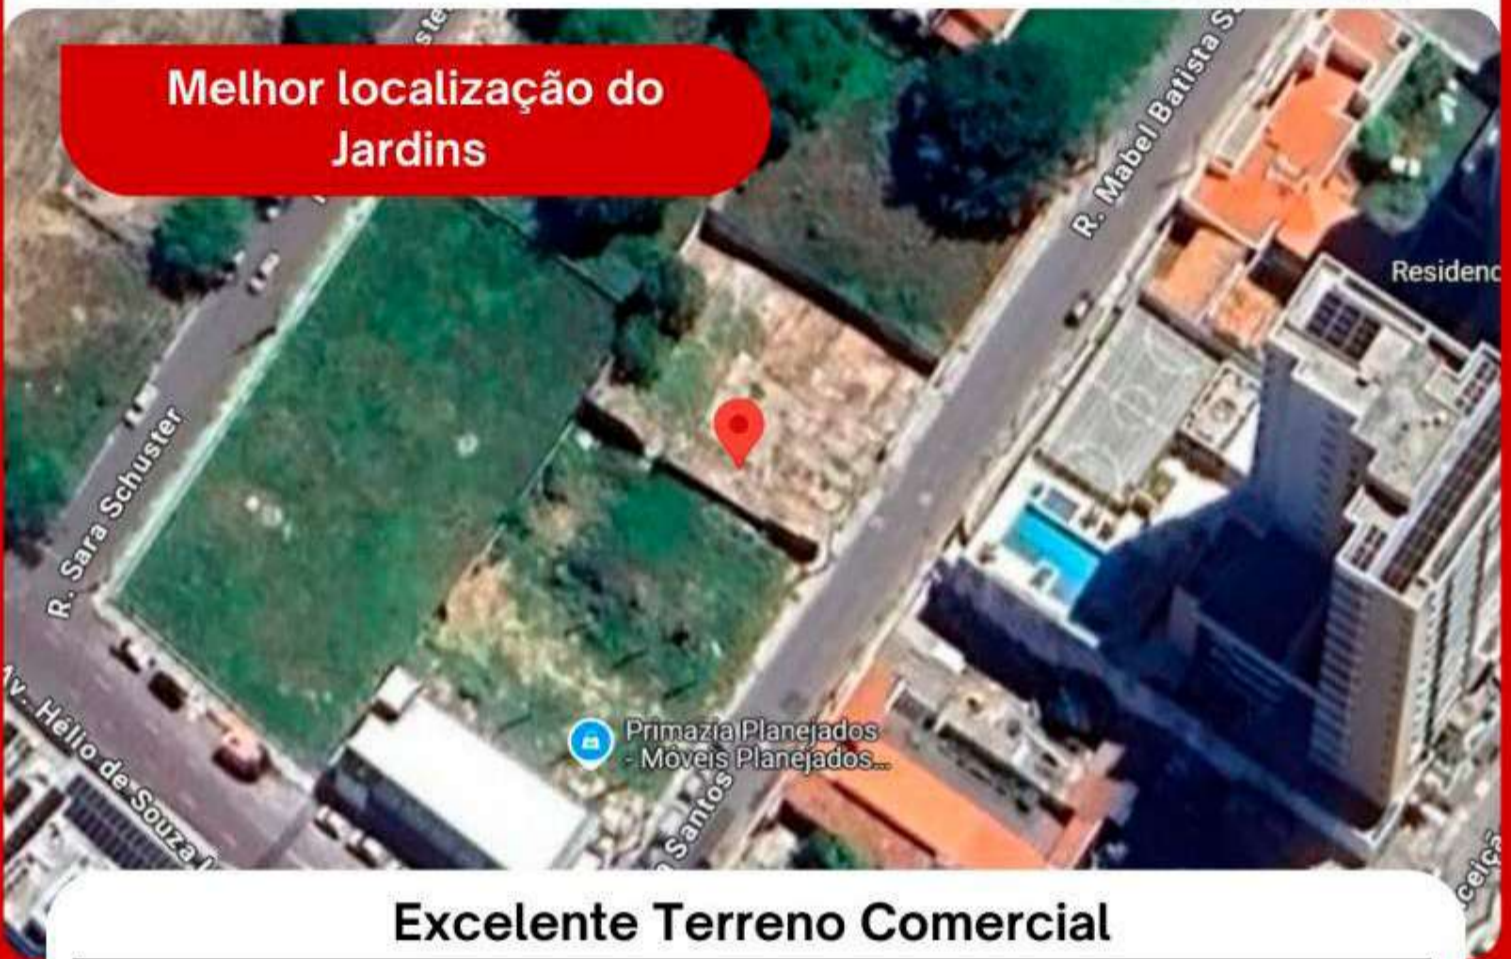 Melhor localização do
Jardins
R. Mabel Batista S
Residenc
R. Sara Schuster
Av. Hélio de Souza
Primazia Planejados
- Móveis Planejados...
Santos
Excelente Terreno Comercial